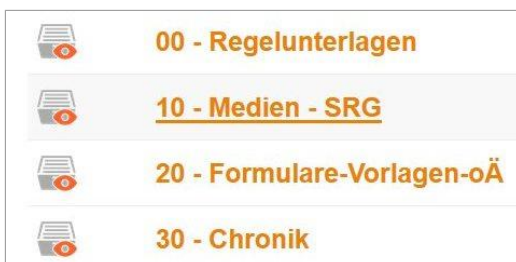 00 - Regelunterlagen
10 - Medien - SRG
20 - Formulare-Vorlagen-oÄ
30 - Chronik